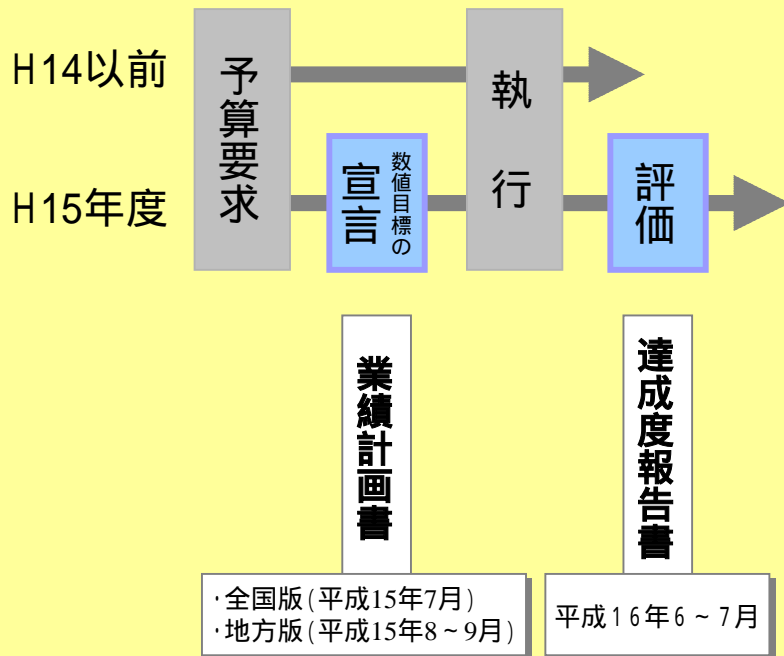 H14以前
予算要求
執行
H15年度
数値目標の
宣言
評価
業績計画書
達成度報告書
・全国版(平成15年7月)
・地方版(平成15年8~9月)
平成16年6~7月